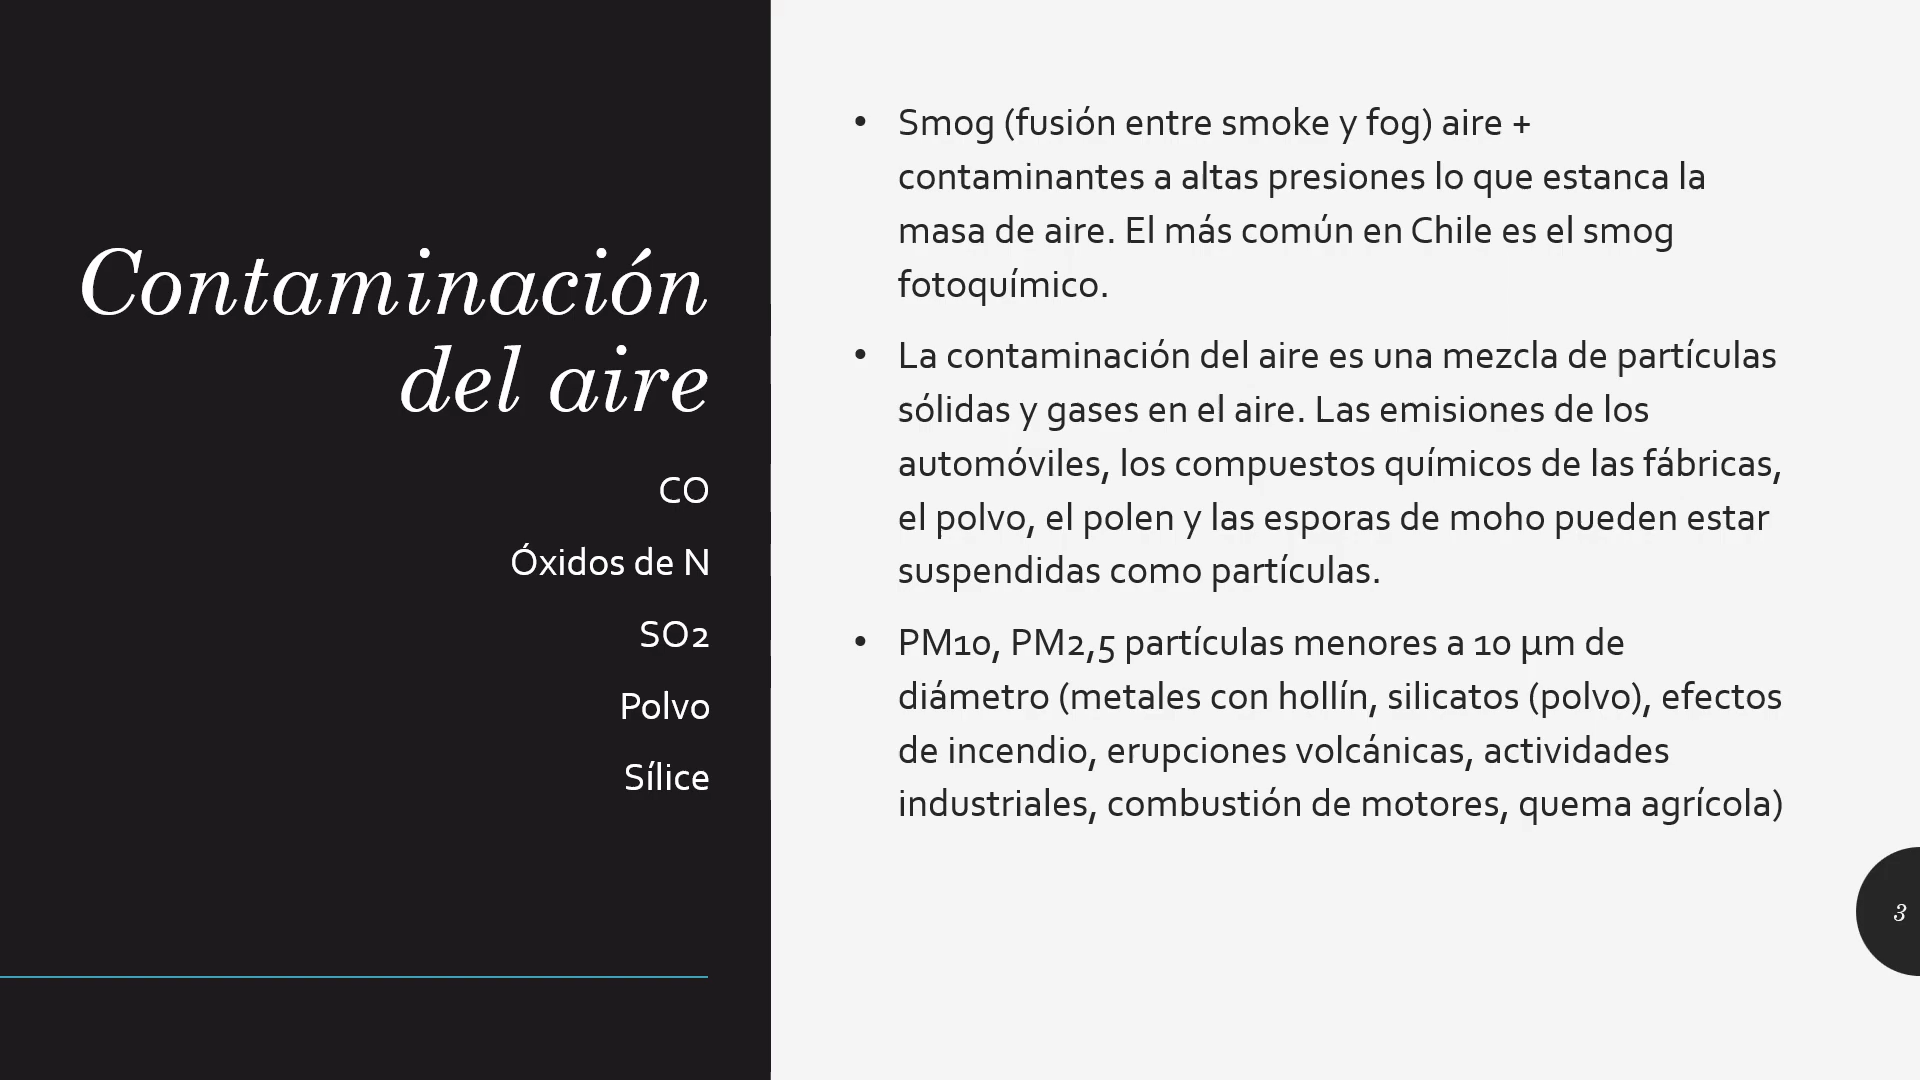 Contaminación
del aire
CO
Óxidos de N
SO2
Polvo
Sílice
• Smog (fusión entre smoke y fog) aire +
contaminantes a altas presiones lo que estanca la
masa de aire. El más común en Chile es el smog
fotoquímico.
• La contaminación del aire es una mezcla de partículas
sólidas y gases en el aire. Las emisiones de los
automóviles, los compuestos químicos de las fábricas,
el polvo, el polen y las esporas de moho pueden estar
suspendidas como partículas.
• PM10, PM2,5 partículas menores a 10 µm de
diámetro (metales con hollín, silicatos (polvo), efectos
de incendio, erupciones volcánicas, actividades
industriales, combustión de motores, quema agrícola)
3